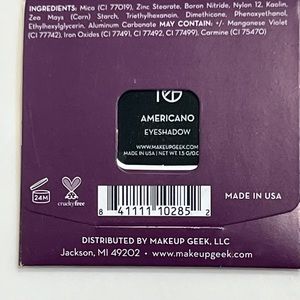 INGREDIENTS: Mica (CI 77019), Zinc Stearate, Boron Nitride, Nylon 12, Kaolin,
Zea Mays (Corn) Starch, Triethylhexanoin, Dimethicone, Phenoxyethanol,
Ethylhexylglycerin, Aluminum Carbonate MAY CONTAIN: +/- Manganese Violet
(CI 77742), Iron Oxides (CI 77491, CI 77492, CI 77499), Carmine (CI 75470)
AMERICANO
EYESHADOW
WWW.MAKEUPGEEK.COM
MADE IN USA | NET WT 1.5 G/0.0
24M
crueltyfree
MADE IN USA
8 41111 10285 2
DISTRIBUTED BY MAKEUP GEEK, LLC
Jackson, MI 49202 • www.makeupgeek.com